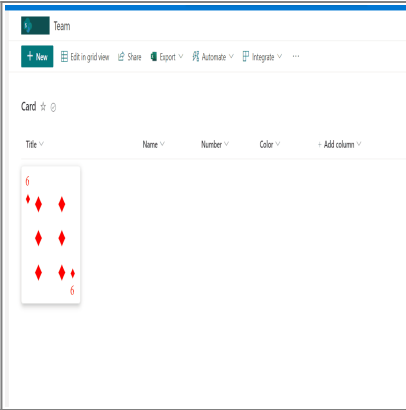 Team
+ New Edit in grid view Share Export Automate Integrate ...
Card
Title Name Number Color + Add column
6
6